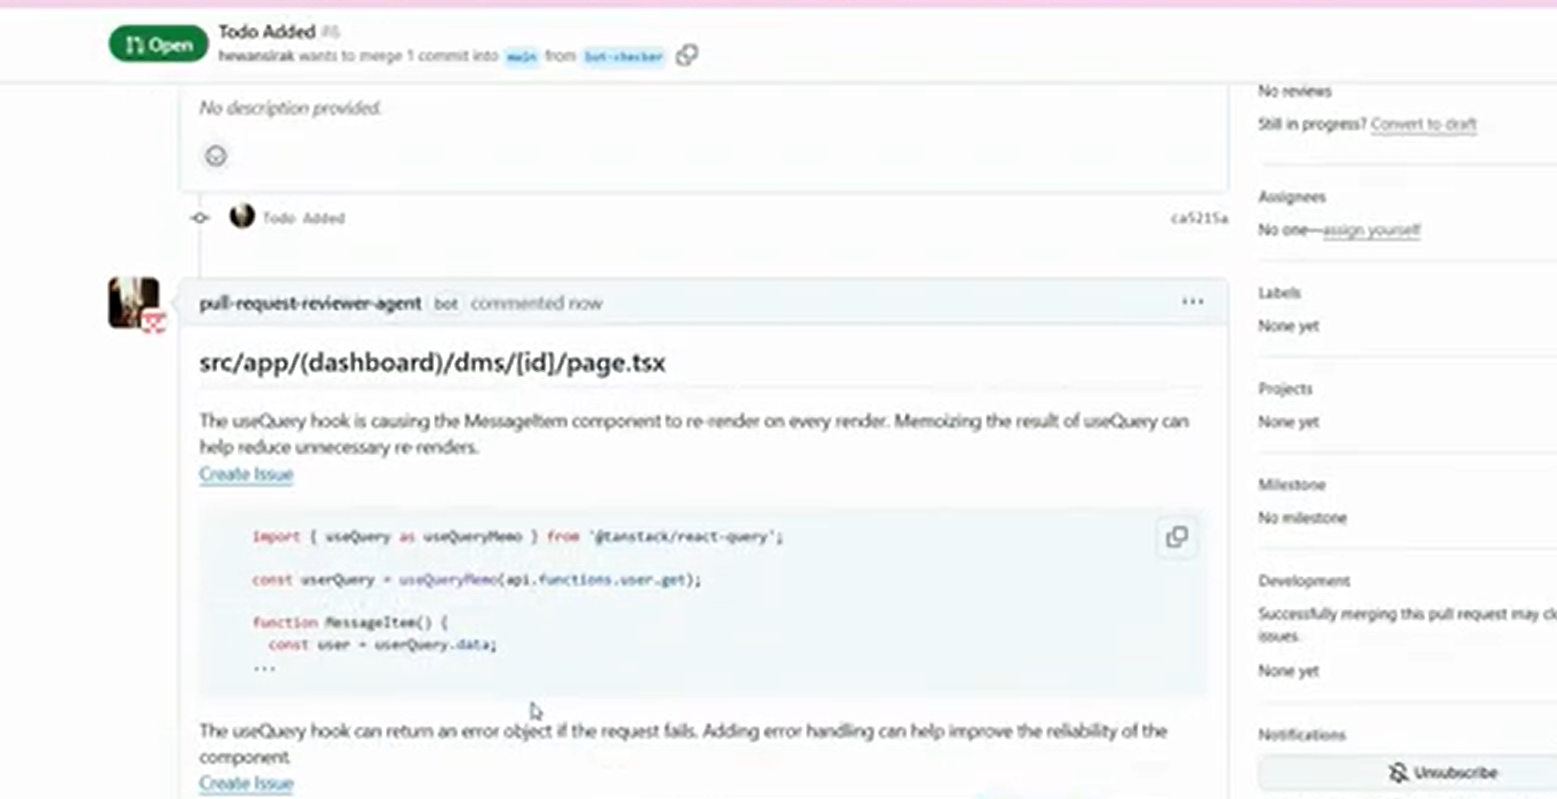 Open
Todo Added #6
hewansirak wants to merge 1 commit into main from bot-checker
No description provided.
Todo Added
ca5215a
pull-request-reviewer-agent bot commented now
...
src/app/(dashboard)/dms/[id]/page.tsx
The useQuery hook is causing the MessageItem component to re-render on every render. Memoizing the result of useQuery can
help reduce unnecessary re-renders.
Create Issue
import { useQuery as useQueryMemo } from '@tanstack/react-query';
const userQuery = useQueryMemo(api.functions.user.get);
function MessageItem() {
const user = userQuery.data;
...
The useQuery hook can return an error object if the request fails. Adding error handling can help improve the reliability of the
component.
Create Issue
No reviews
Still in progress? Convert to draft
Assignees
No one—assign yourself
Labels
None yet
Projects
None yet
Milestone
No milestone
Development
Successfully merging this pull request may cl
issues.
None yet
Notifications
Unsubscribe